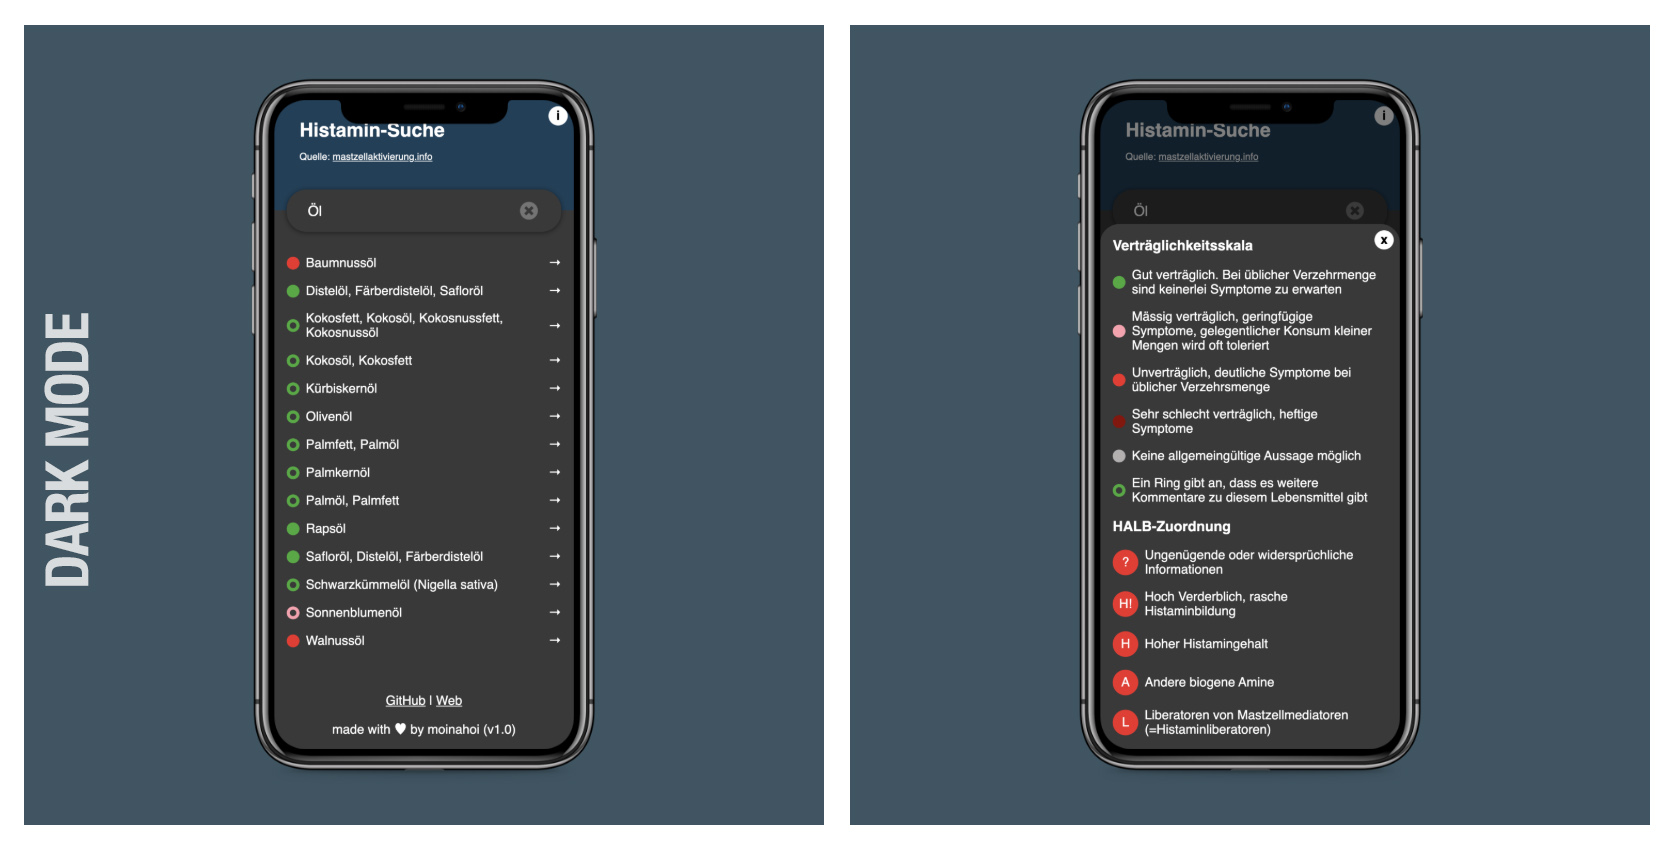 DARK MODE
i
Histamin-Suche
Quelle: mastzellaktivierung.info
Öl
Baumnussöl →
Distelöl, Färberdistelöl, Safloröl →
Kokosfett, Kokosöl, Kokosnussfett,
Kokosnussöl →
Kokosöl, Kokosfett →
Kürbiskernöl →
Olivenöl →
Palmfett, Palmöl →
Palmkernöl →
Palmöl, Palmfett →
Rapsöl →
Safloröl, Distelöl, Färberdistelöl →
Schwarzkümmelöl (Nigella sativa) →
Sonnenblumenöl →
Walnussöl →
GitHub | Web
made with ♥ by moinahoi (v1.0)
i
Histamin-Suche
Quelle: mastzellaktivierung.info
Öl
x
Verträglichkeitsskala
Gut verträglich. Bei üblicher Verzehrmenge
sind keinerlei Symptome zu erwarten
Mässig verträglich, geringfügige
Symptome, gelegentlicher Konsum kleiner
Mengen wird oft toleriert
Unverträglich, deutliche Symptome bei
üblicher Verzehrsmenge
Sehr schlecht verträglich, heftige
Symptome
Keine allgemeingültige Aussage möglich
Ein Ring gibt an, dass es weitere
Kommentare zu diesem Lebensmittel gibt
HALB-Zuordnung
? Ungenügende oder widersprüchliche
Informationen
H! Hoch Verderblich, rasche
Histaminbildung
H Hoher Histamingehalt
A Andere biogene Amine
L Liberatoren von Mastzellmediatoren
(=Histaminliberatoren)